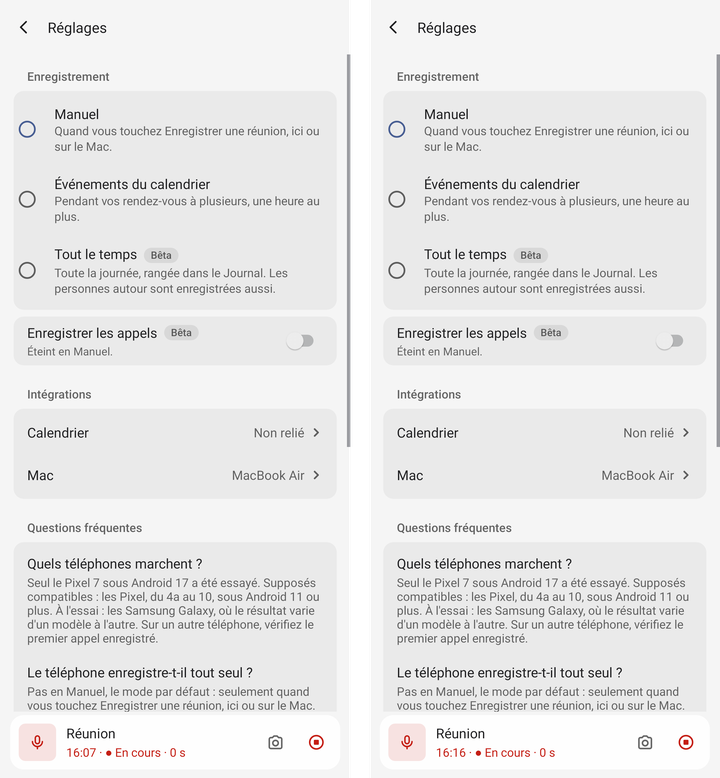 Réglages
Enregistrement
Manuel
Quand vous touchez Enregistrer une réunion, ici ou
sur le Mac.
Événements du calendrier
Pendant vos rendez-vous à plusieurs, une heure au
plus.
Tout le temps Bêta
Toute la journée, rangée dans le Journal. Les
personnes autour sont enregistrées aussi.
Enregistrer les appels Bêta
Éteint en Manuel.
Intégrations
Calendrier Non relié
Mac MacBook Air
Questions fréquentes
Quels téléphones marchent ?
Seul le Pixel 7 sous Android 17 a été essayé. Supposés
compatibles : les Pixel, du 4a au 10, sous Android 11 ou
plus. À l'essai : les Samsung Galaxy, où le résultat varie
d'un modèle à l'autre. Sur un autre téléphone, vérifiez le
premier appel enregistré.
Le téléphone enregistre-t-il tout seul ?
Pas en Manuel, le mode par défaut : seulement quand
vous touchez Enregistrer une réunion, ici ou sur le Mac.
Réunion
16:07 · ● En cours · 0 s
Réglages
Enregistrement
Manuel
Quand vous touchez Enregistrer une réunion, ici ou
sur le Mac.
Événements du calendrier
Pendant vos rendez-vous à plusieurs, une heure au
plus.
Tout le temps Bêta
Toute la journée, rangée dans le Journal. Les
personnes autour sont enregistrées aussi.
Enregistrer les appels Bêta
Éteint en Manuel.
Intégrations
Calendrier Non relié
Mac MacBook Air
Questions fréquentes
Quels téléphones marchent ?
Seul le Pixel 7 sous Android 17 a été essayé. Supposés
compatibles : les Pixel, du 4a au 10, sous Android 11 ou
plus. À l'essai : les Samsung Galaxy, où le résultat varie
d'un modèle à l'autre. Sur un autre téléphone, vérifiez le
premier appel enregistré.
Le téléphone enregistre-t-il tout seul ?
Pas en Manuel, le mode par défaut : seulement quand
vous touchez Enregistrer une réunion, ici ou sur le Mac.
Réunion
16:16 · ● En cours · 0 s